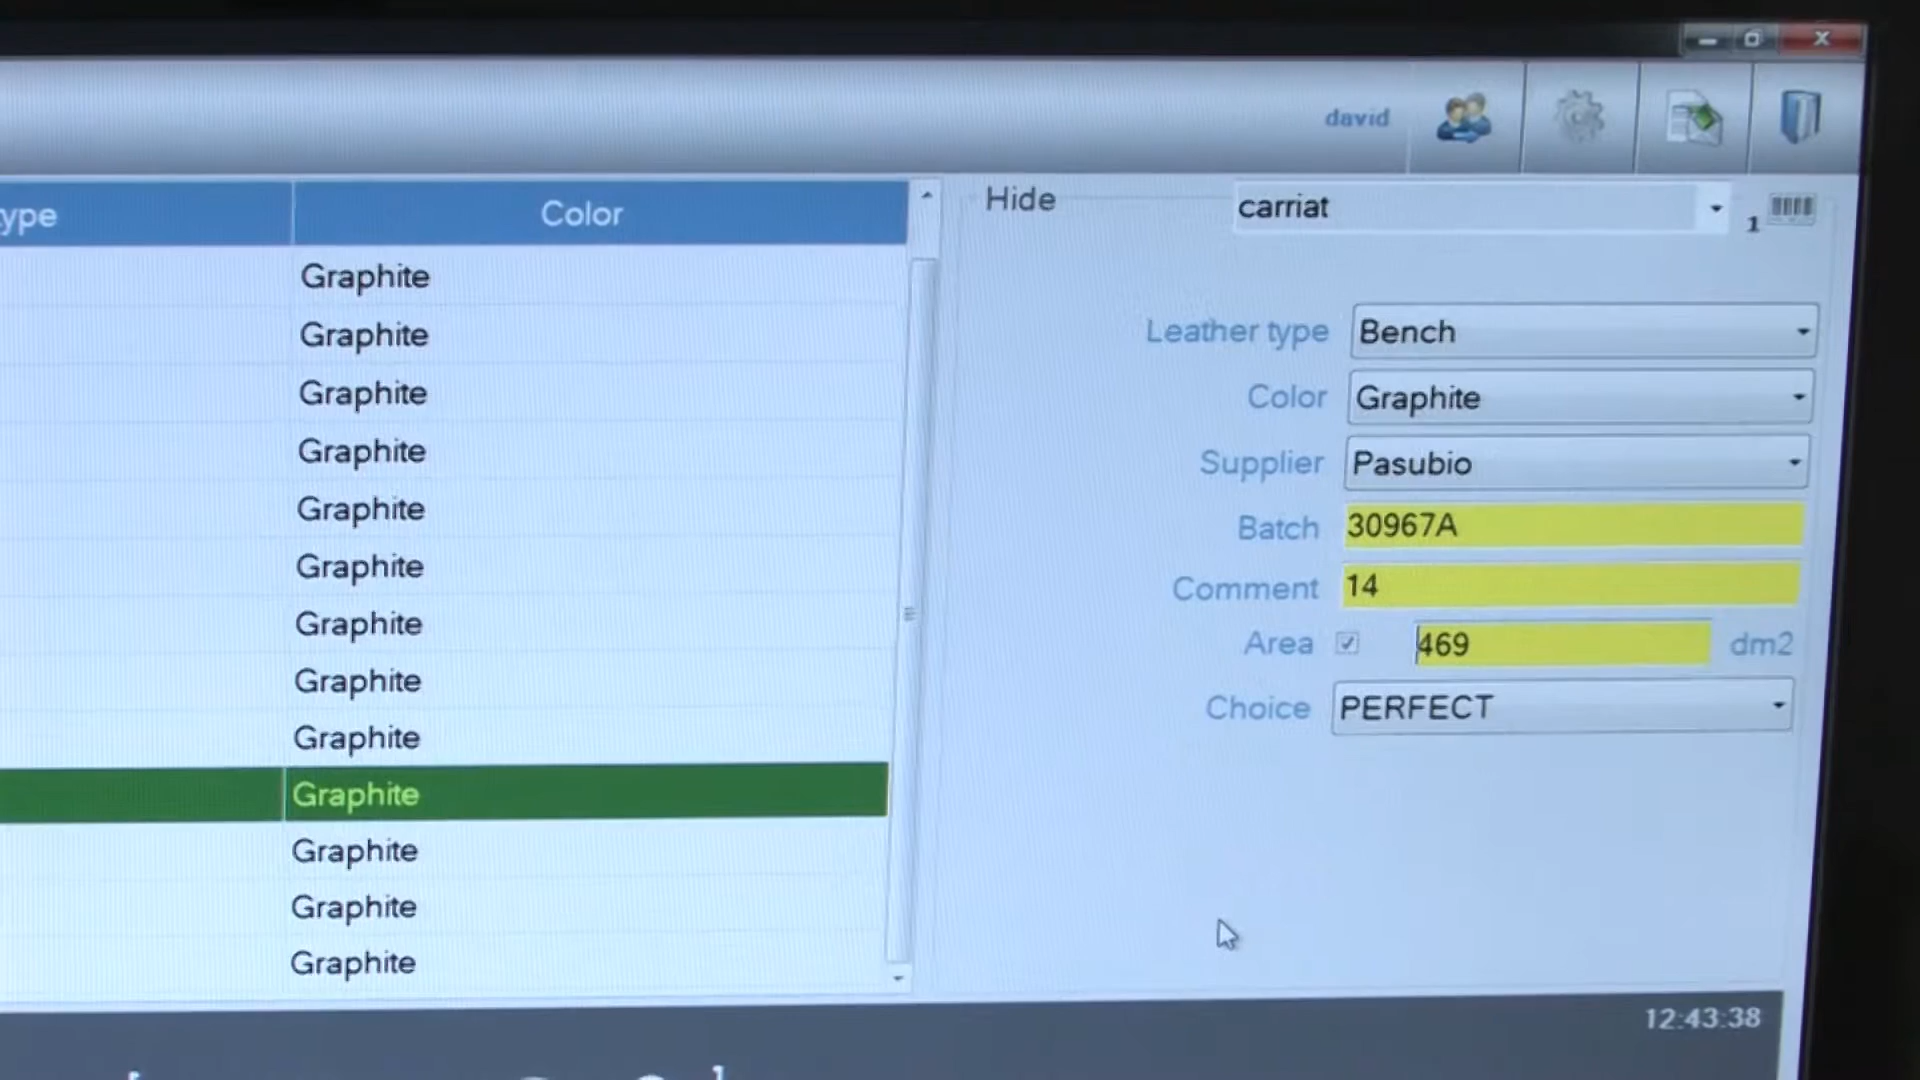 david
ype Color
Graphite
Graphite
Graphite
Graphite
Graphite
Graphite
Graphite
Graphite
Graphite
Graphite
Graphite
Graphite
Graphite
Hide carriat 1
Leather type Bench
Color Graphite
Supplier Pasubio
Batch 30967A
Comment 14
Area 469 dm2
Choice PERFECT
12:43:38